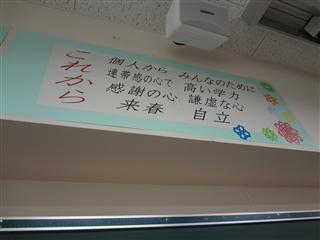 これから
個人から みんなのために
連帯感の心で 高い学力
感謝の心 謙虚な心
来春 自立